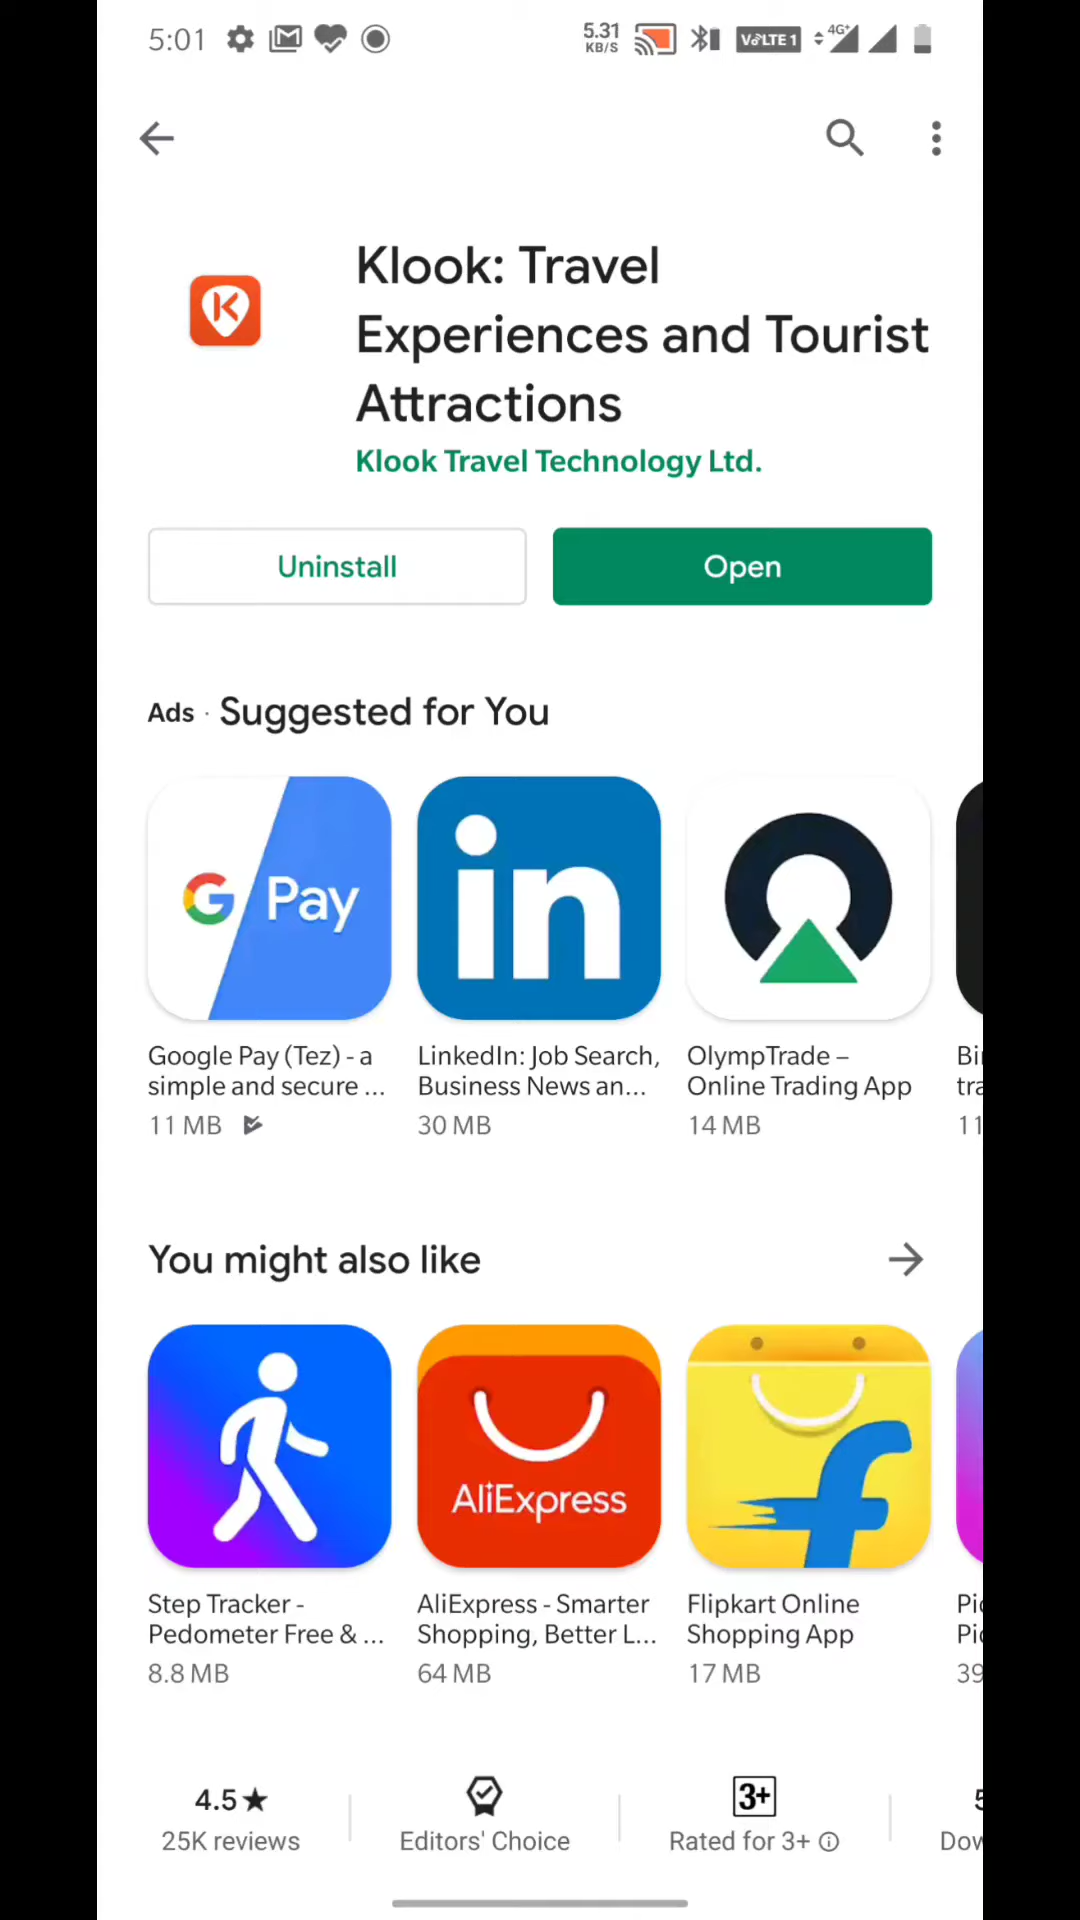 5:01
5.31
KB/S
VoLTE 1
4G+
Klook: Travel
Experiences and Tourist
Attractions
Klook Travel Technology Ltd.
Uninstall
Open
Ads · Suggested for You
G Pay
in
Google Pay (Tez) - a
simple and secure ...
11 MB
LinkedIn: Job Search,
Business News an...
30 MB
OlympTrade –
Online Trading App
14 MB
11
You might also like
AliExpress
f
Step Tracker -
Pedometer Free & ...
8.8 MB
AliExpress - Smarter
Shopping, Better L...
64 MB
Flipkart Online
Shopping App
17 MB
39
4.5★
25K reviews
Editors' Choice
3+
Rated for 3+